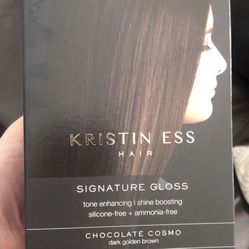 KRISTIN ESS
HAIR
SIGNATURE GLOSS
tone enhancing | shine boosting
silicone-free + ammonia-free
CHOCOLATE COSMO
dark golden brown